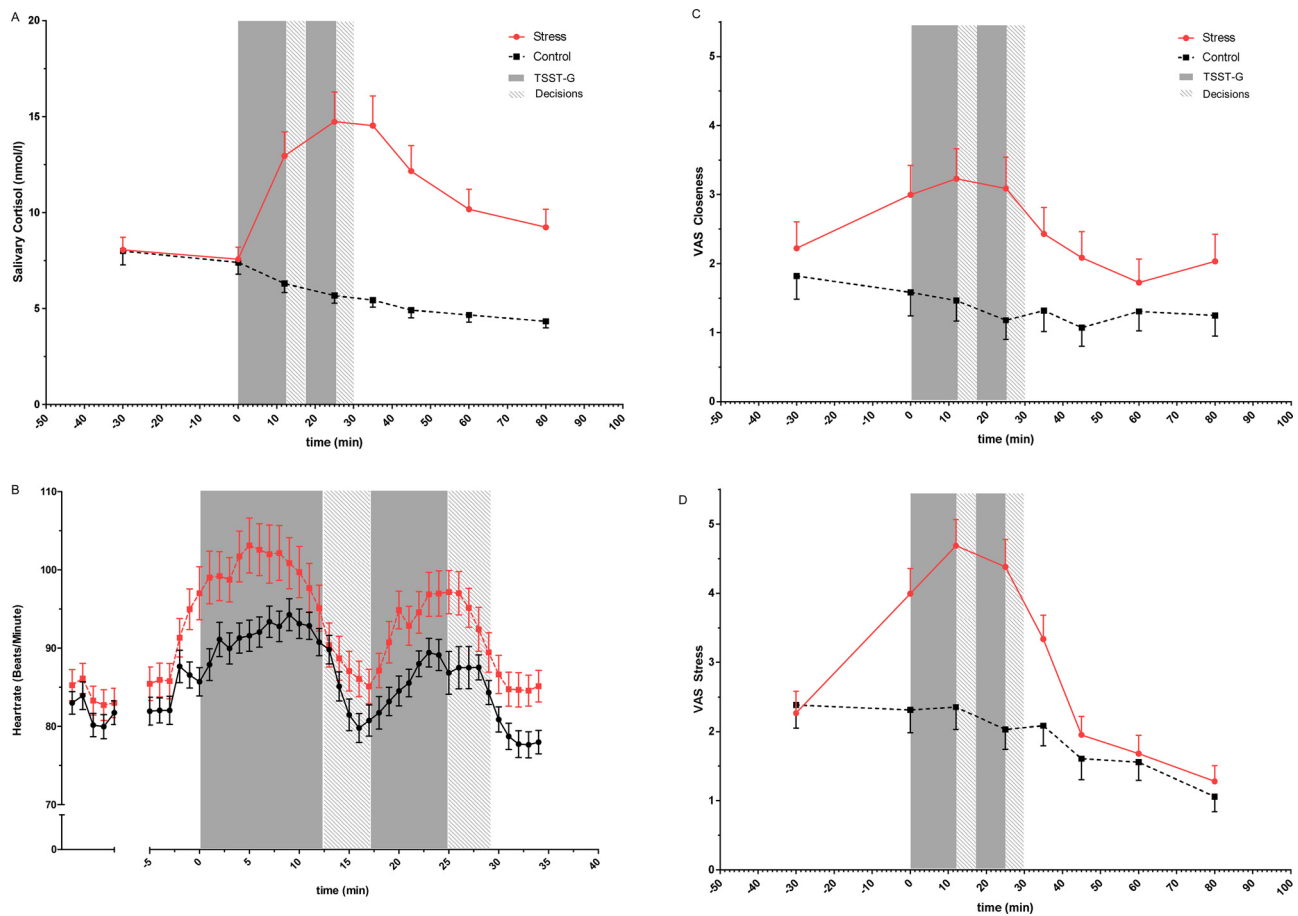 A
20
15
10
5
0
Salivary Cortisol (nmol/l)
Stress
Control
TSST-G
Decisions
-50 -40 -30 -20 -10 0 10 20 30 40 50 60 70 80 90 100
time (min)
C
5
4
3
2
1
0
VAS Closeness
Stress
Control
TSST-G
Decisions
-50 -40 -30 -20 -10 0 10 20 30 40 50 60 70 80 90 100
time (min)
B
110
100
90
80
70
0
Heartrate (Beats/Minute)
-5 0 5 10 15 20 25 30 35 40
time (min)
D
5
4
3
2
1
0
VAS Stress
-50 -40 -30 -20 -10 0 10 20 30 40 50 60 70 80 90 100
time (min)